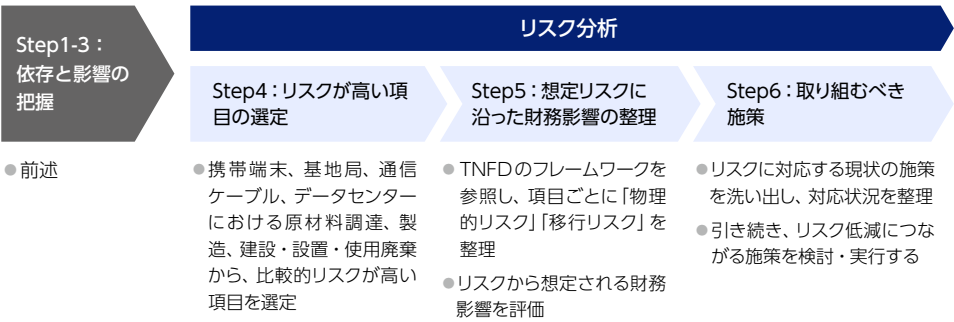 リスク分析
Step1-3：
依存と影響の
把握
●前述
Step4：リスクが高い項
目の選定
●携帯端末、基地局、通信
ケーブル、データセンター
における原材料調達、製
造、建設・設置・使用廃棄
から、比較的リスクが高い
項目を選定
Step5：想定リスクに
沿った財務影響の整理
●TNFDのフレームワークを
参照し、項目ごとに「物理
的リスク」「移行リスク」を
整理
●リスクから想定される財務
影響を評価
Step6：取り組むべき
施策
●リスクに対応する現状の施策
を洗い出し、対応状況を整理
●引き続き、リスク低減につな
がる施策を検討・実行する